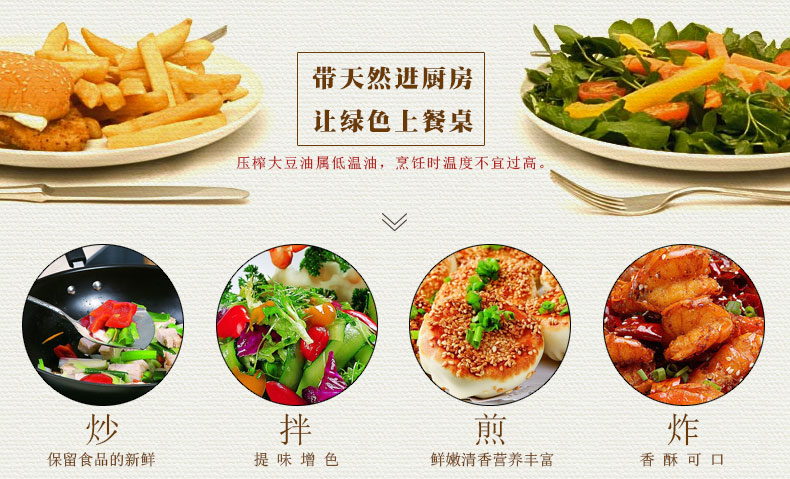 带天然进厨房
让绿色上餐桌
压榨大豆油属低温油，烹饪时温度不宜过高。
炒
保留食品的新鲜
拌
提味增色
煎
鲜嫩清香营养丰富
炸
香酥可口